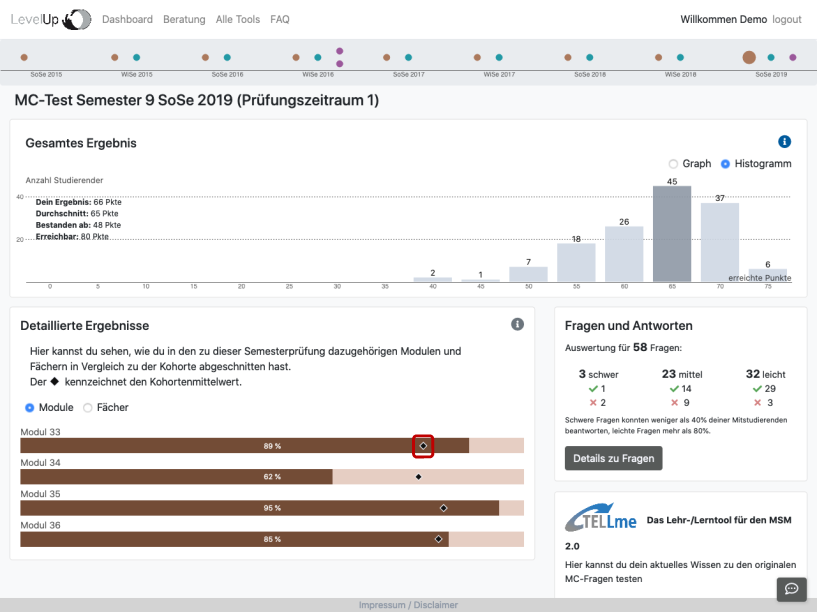 LevelUp Dashboard Beratung Alle Tools FAQ Willkommen Demo logout
SoSe 2015 WiSe 2015 SoSe 2016 WiSe 2016 SoSe 2017 WiSe 2017 SoSe 2018 WiSe 2018 SoSe 2019
MC-Test Semester 9 SoSe 2019 (Prüfungszeitraum 1)
Gesamtes Ergebnis
Graph Histogramm
Anzahl Studierender
40
20
Dein Ergebnis: 66 Pkte
Durchschnitt: 65 Pkte
Bestanden ab: 48 Pkte
Erreichbar: 80 Pkte
2 1 7 18 26 45 37 6
erreichte Punkte
0 5 10 15 20 25 30 35 40 45 50 55 60 65 70 75
Detaillierte Ergebnisse
Hier kannst du sehen, wie du in den zu dieser Semesterprüfung dazugehörigen Modulen und
Fächern in Vergleich zu der Kohorte abgeschnitten hast.
Der ◆ kennzeichnet den Kohortenmittelwert.
Module Fächer
Modul 33
89 %
Modul 34
62 %
Modul 35
95 %
Modul 36
85 %
Fragen und Antworten
Auswertung für 58 Fragen:
3 schwer 23 mittel 32 leicht
✓ 1 ✓ 14 ✓ 29
✕ 2 ✕ 9 ✕ 3
Schwere Fragen konnten weniger als 40% deiner Mitstudierenden
beantworten, leichte Fragen mehr als 80%.
Details zu Fragen
CTELLme Das Lehr-/Lerntool für den MSM
2.0
Hier kannst du dein aktuelles Wissen zu den originalen
MC-Fragen testen
Impressum / Disclaimer